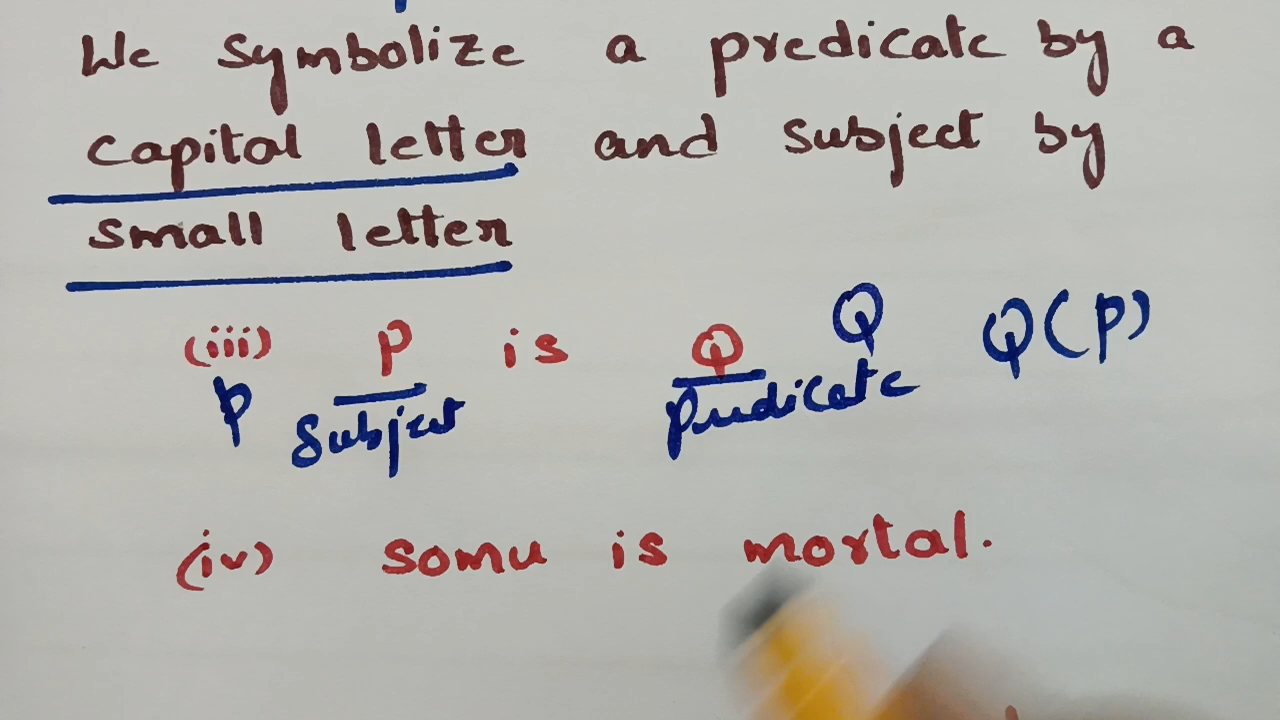 We symbolize a predicate by a
capital letter and subject by
small letter
(iii) p is Q Q Q(p)
p subject predicate
(iv) somu is mortal.